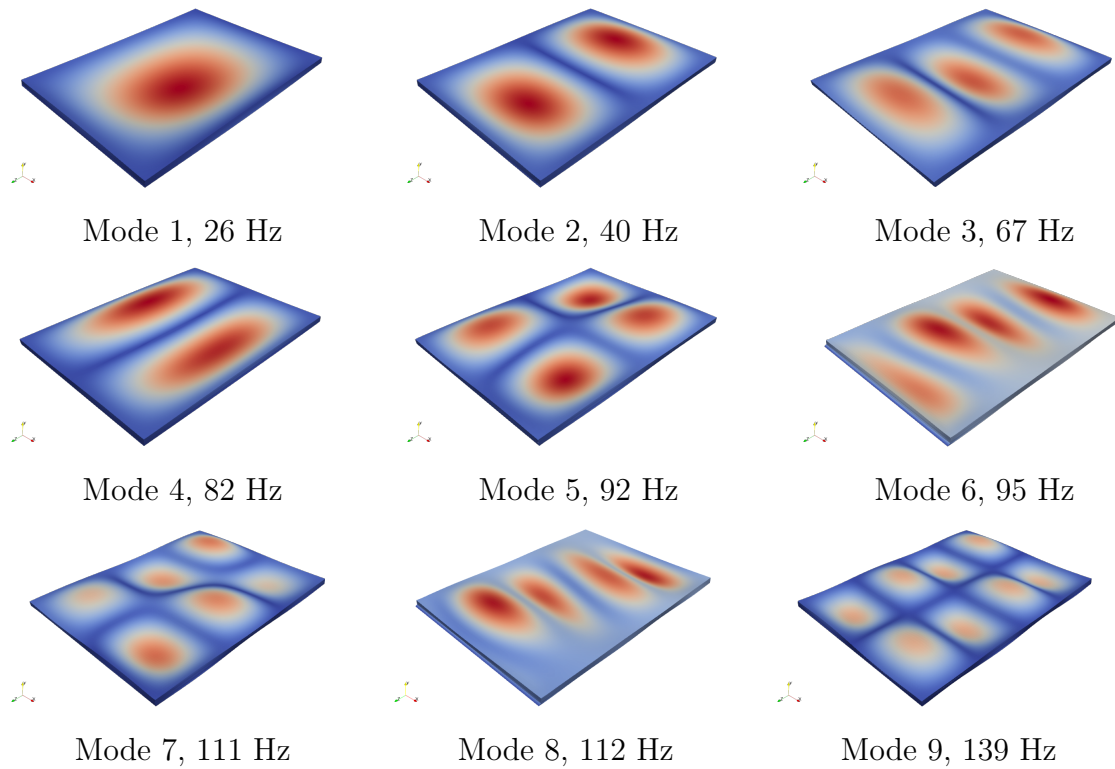 Mode 1, 26 Hz
Mode 2, 40 Hz
Mode 3, 67 Hz
Mode 4, 82 Hz
Mode 5, 92 Hz
Mode 6, 95 Hz
Mode 7, 111 Hz
Mode 8, 112 Hz
Mode 9, 139 Hz